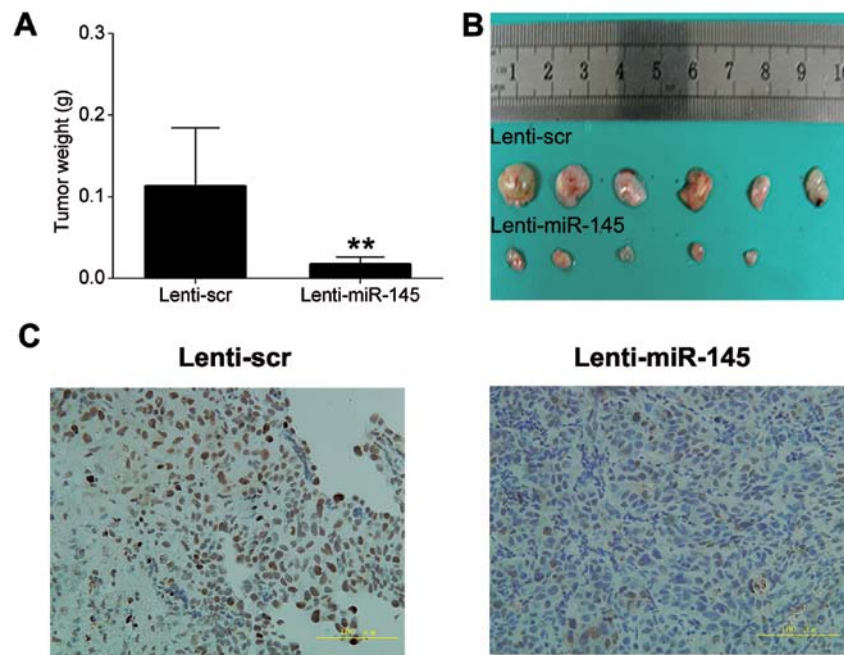 A
Tumor weight (g)
0.3
0.2
0.1
0.0
**
Lenti-scr
Lenti-miR-145
B
1 2 3 4 5 6 7 8 9
Lenti-scr
Lenti-miR-145
C
Lenti-scr
Lenti-miR-145